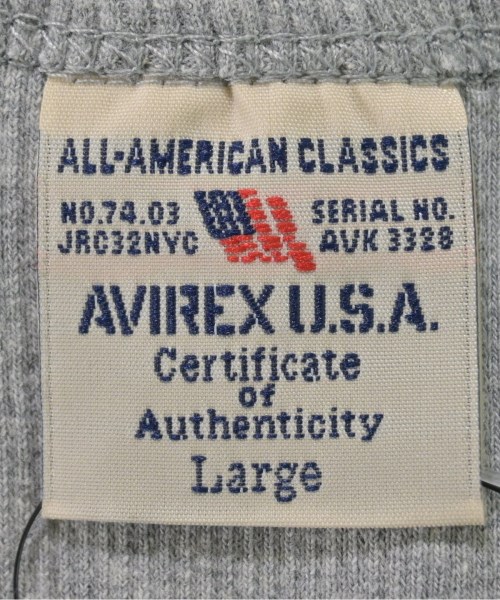 ALL-AMERICAN CLASSICS
NO.74.03 SERIAL NO.
JRC32NYC AVK 3328
AVIREX U.S.A.
Certificate
of
Authenticity
Large